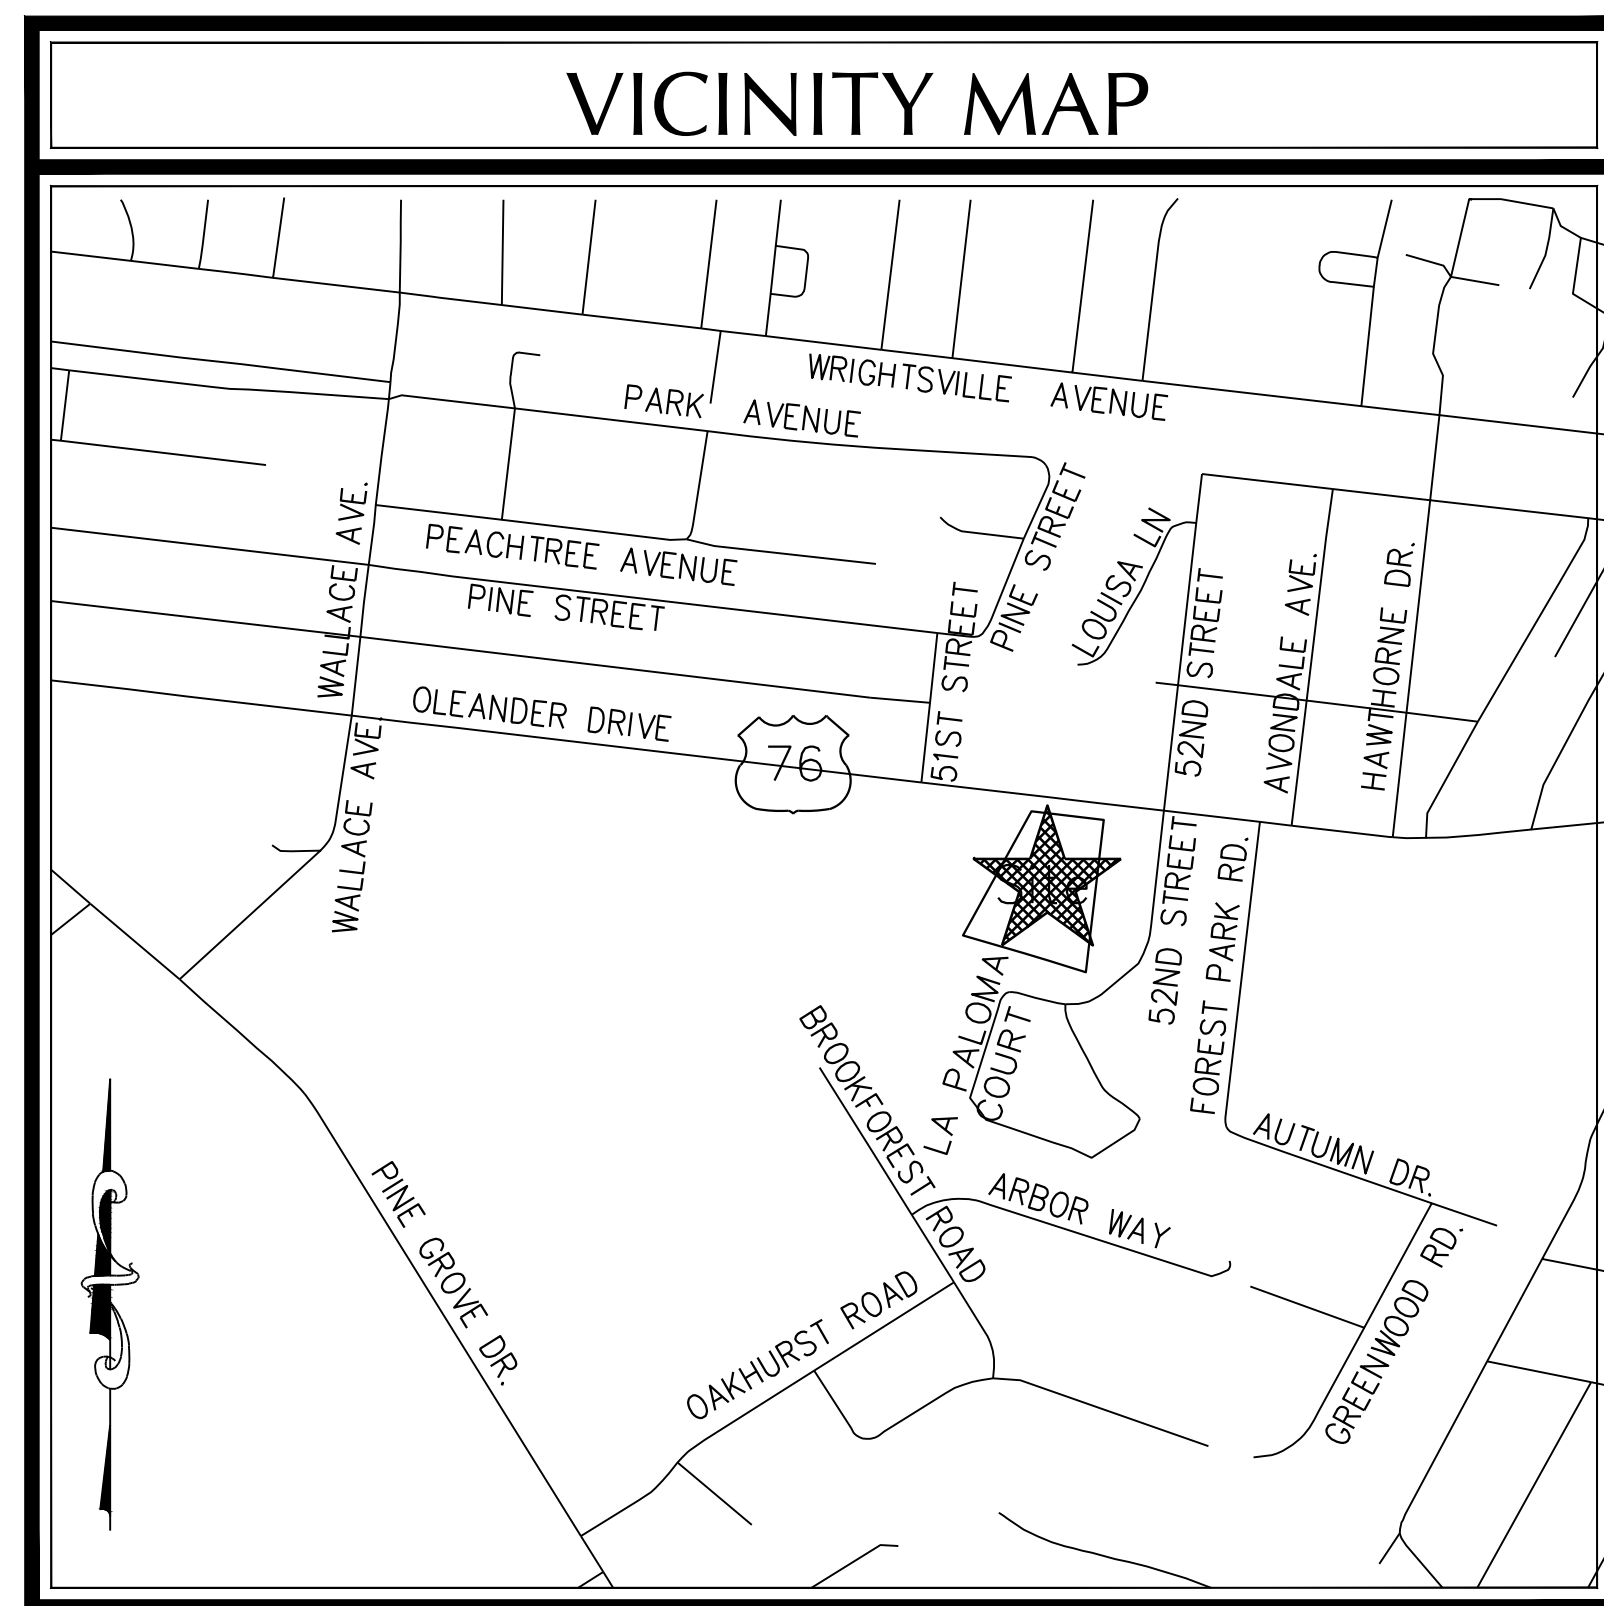 VICINITY MAP
WRIGHTSVILLE AVENUE
PARK AVENUE
PINE STREET
LOUISA LN
WALLACE AVE.
PEACHTREE AVENUE
PINE STREET
51ST STREET
52ND STREET
AVONDALE AVE.
HAWTHORNE DR.
OLEANDER DRIVE
76
WALLACE AVE.
52ND STREET
FOREST PARK RD.
LA PALOMA
COURT
BROOKFOREST ROAD
AUTUMN DR.
ARBOR WAY
PINE GROVE DR.
OAKHURST ROAD
GREENWOOD RD.